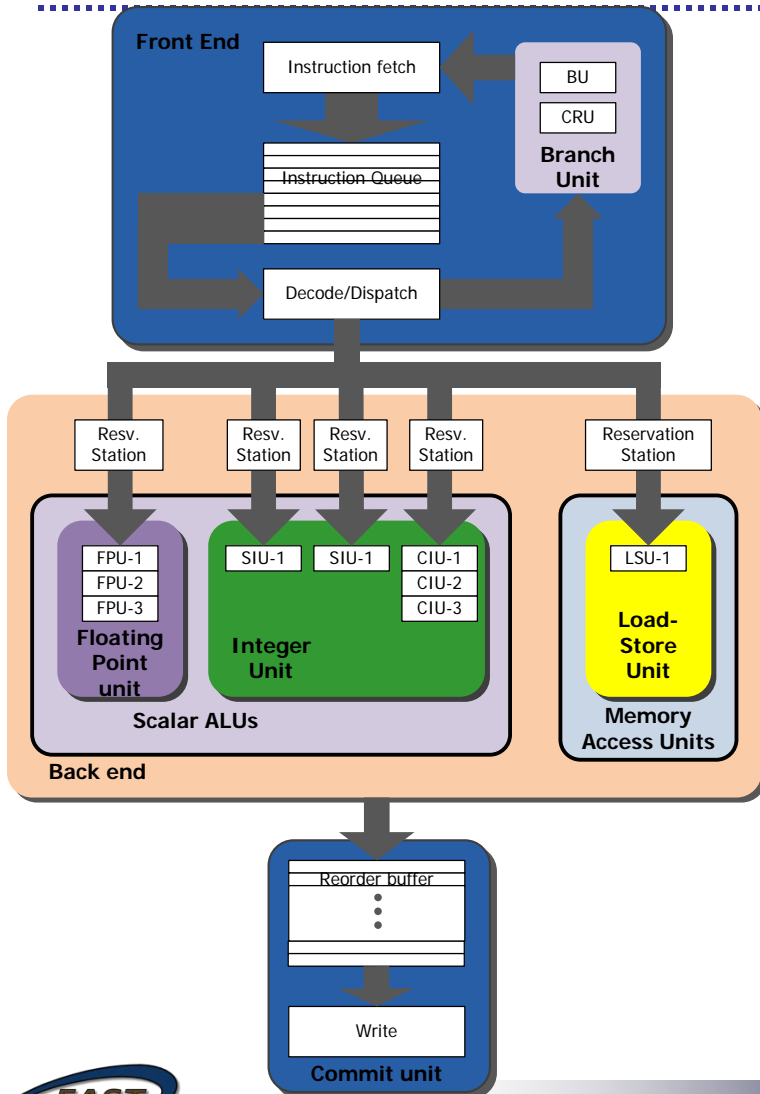 Front End
Instruction fetch
BU
CRU
Branch
Unit
Instruction Queue
Decode/Dispatch
Resv.
Station
Resv.
Station
Resv.
Station
Resv.
Station
Reservation
Station
FPU-1
FPU-2
FPU-3
Floating
Point
unit
SIU-1
SIU-1
CIU-1
CIU-2
CIU-3
Integer
Unit
Scalar ALUs
LSU-1
Load-
Store
Unit
Memory
Access Units
Back end
Reorder buffer
Write
Commit unit
FAST